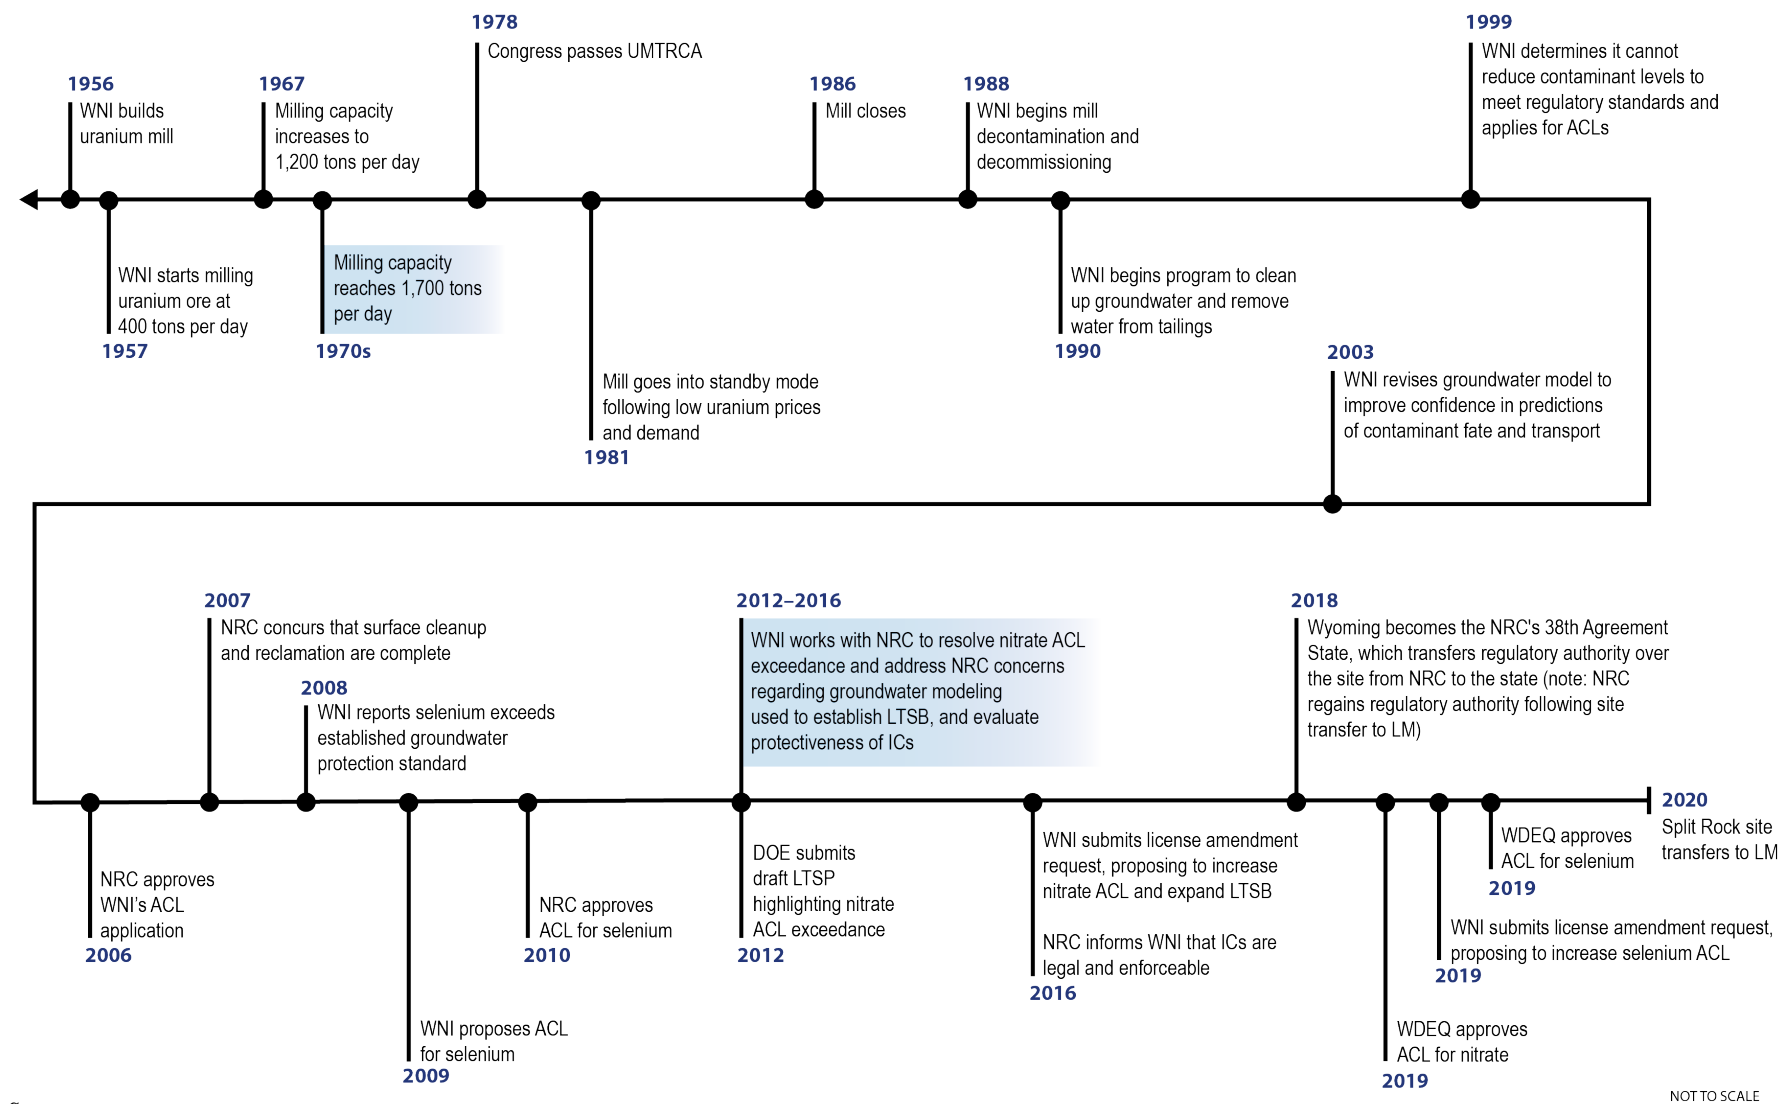 1956
WNI builds
uranium mill
WNI starts milling
uranium ore at
400 tons per day
1957
1967
Milling capacity
increases to
1,200 tons per day
Milling capacity
reaches 1,700 tons
per day
1970s
1978
Congress passes UMTRCA
Mill goes into standby mode
following low uranium prices
and demand
1981
1986
Mill closes
1988
WNI begins mill
decontamination and
decommissioning
WNI begins program to clean
up groundwater and remove
water from tailings
1990
1999
WNI determines it cannot
reduce contaminant levels to
meet regulatory standards and
applies for ACLs
2003
WNI revises groundwater model to
improve confidence in predictions
of contaminant fate and transport
NRC approves
WNI’s ACL
application
2006
2007
NRC concurs that surface cleanup
and reclamation are complete
2008
WNI reports selenium exceeds
established groundwater
protection standard
WNI proposes ACL
for selenium
2009
NRC approves
ACL for selenium
2010
2012–2016
WNI works with NRC to resolve nitrate ACL
exceedance and address NRC concerns
regarding groundwater modeling
used to establish LTSB, and evaluate
protectiveness of ICs
DOE submits
draft LTSP
highlighting nitrate
ACL exceedance
2012
WNI submits license amendment
request, proposing to increase
nitrate ACL and expand LTSB
NRC informs WNI that ICs are
legal and enforceable
2016
2018
Wyoming becomes the NRC's 38th Agreement
State, which transfers regulatory authority over
the site from NRC to the state (note: NRC
regains regulatory authority following site
transfer to LM)
WDEQ approves
ACL for nitrate
2019
WNI submits license amendment request,
proposing to increase selenium ACL
2019
WDEQ approves
ACL for selenium
2019
2020
Split Rock site
transfers to LM
NOT TO SCALE